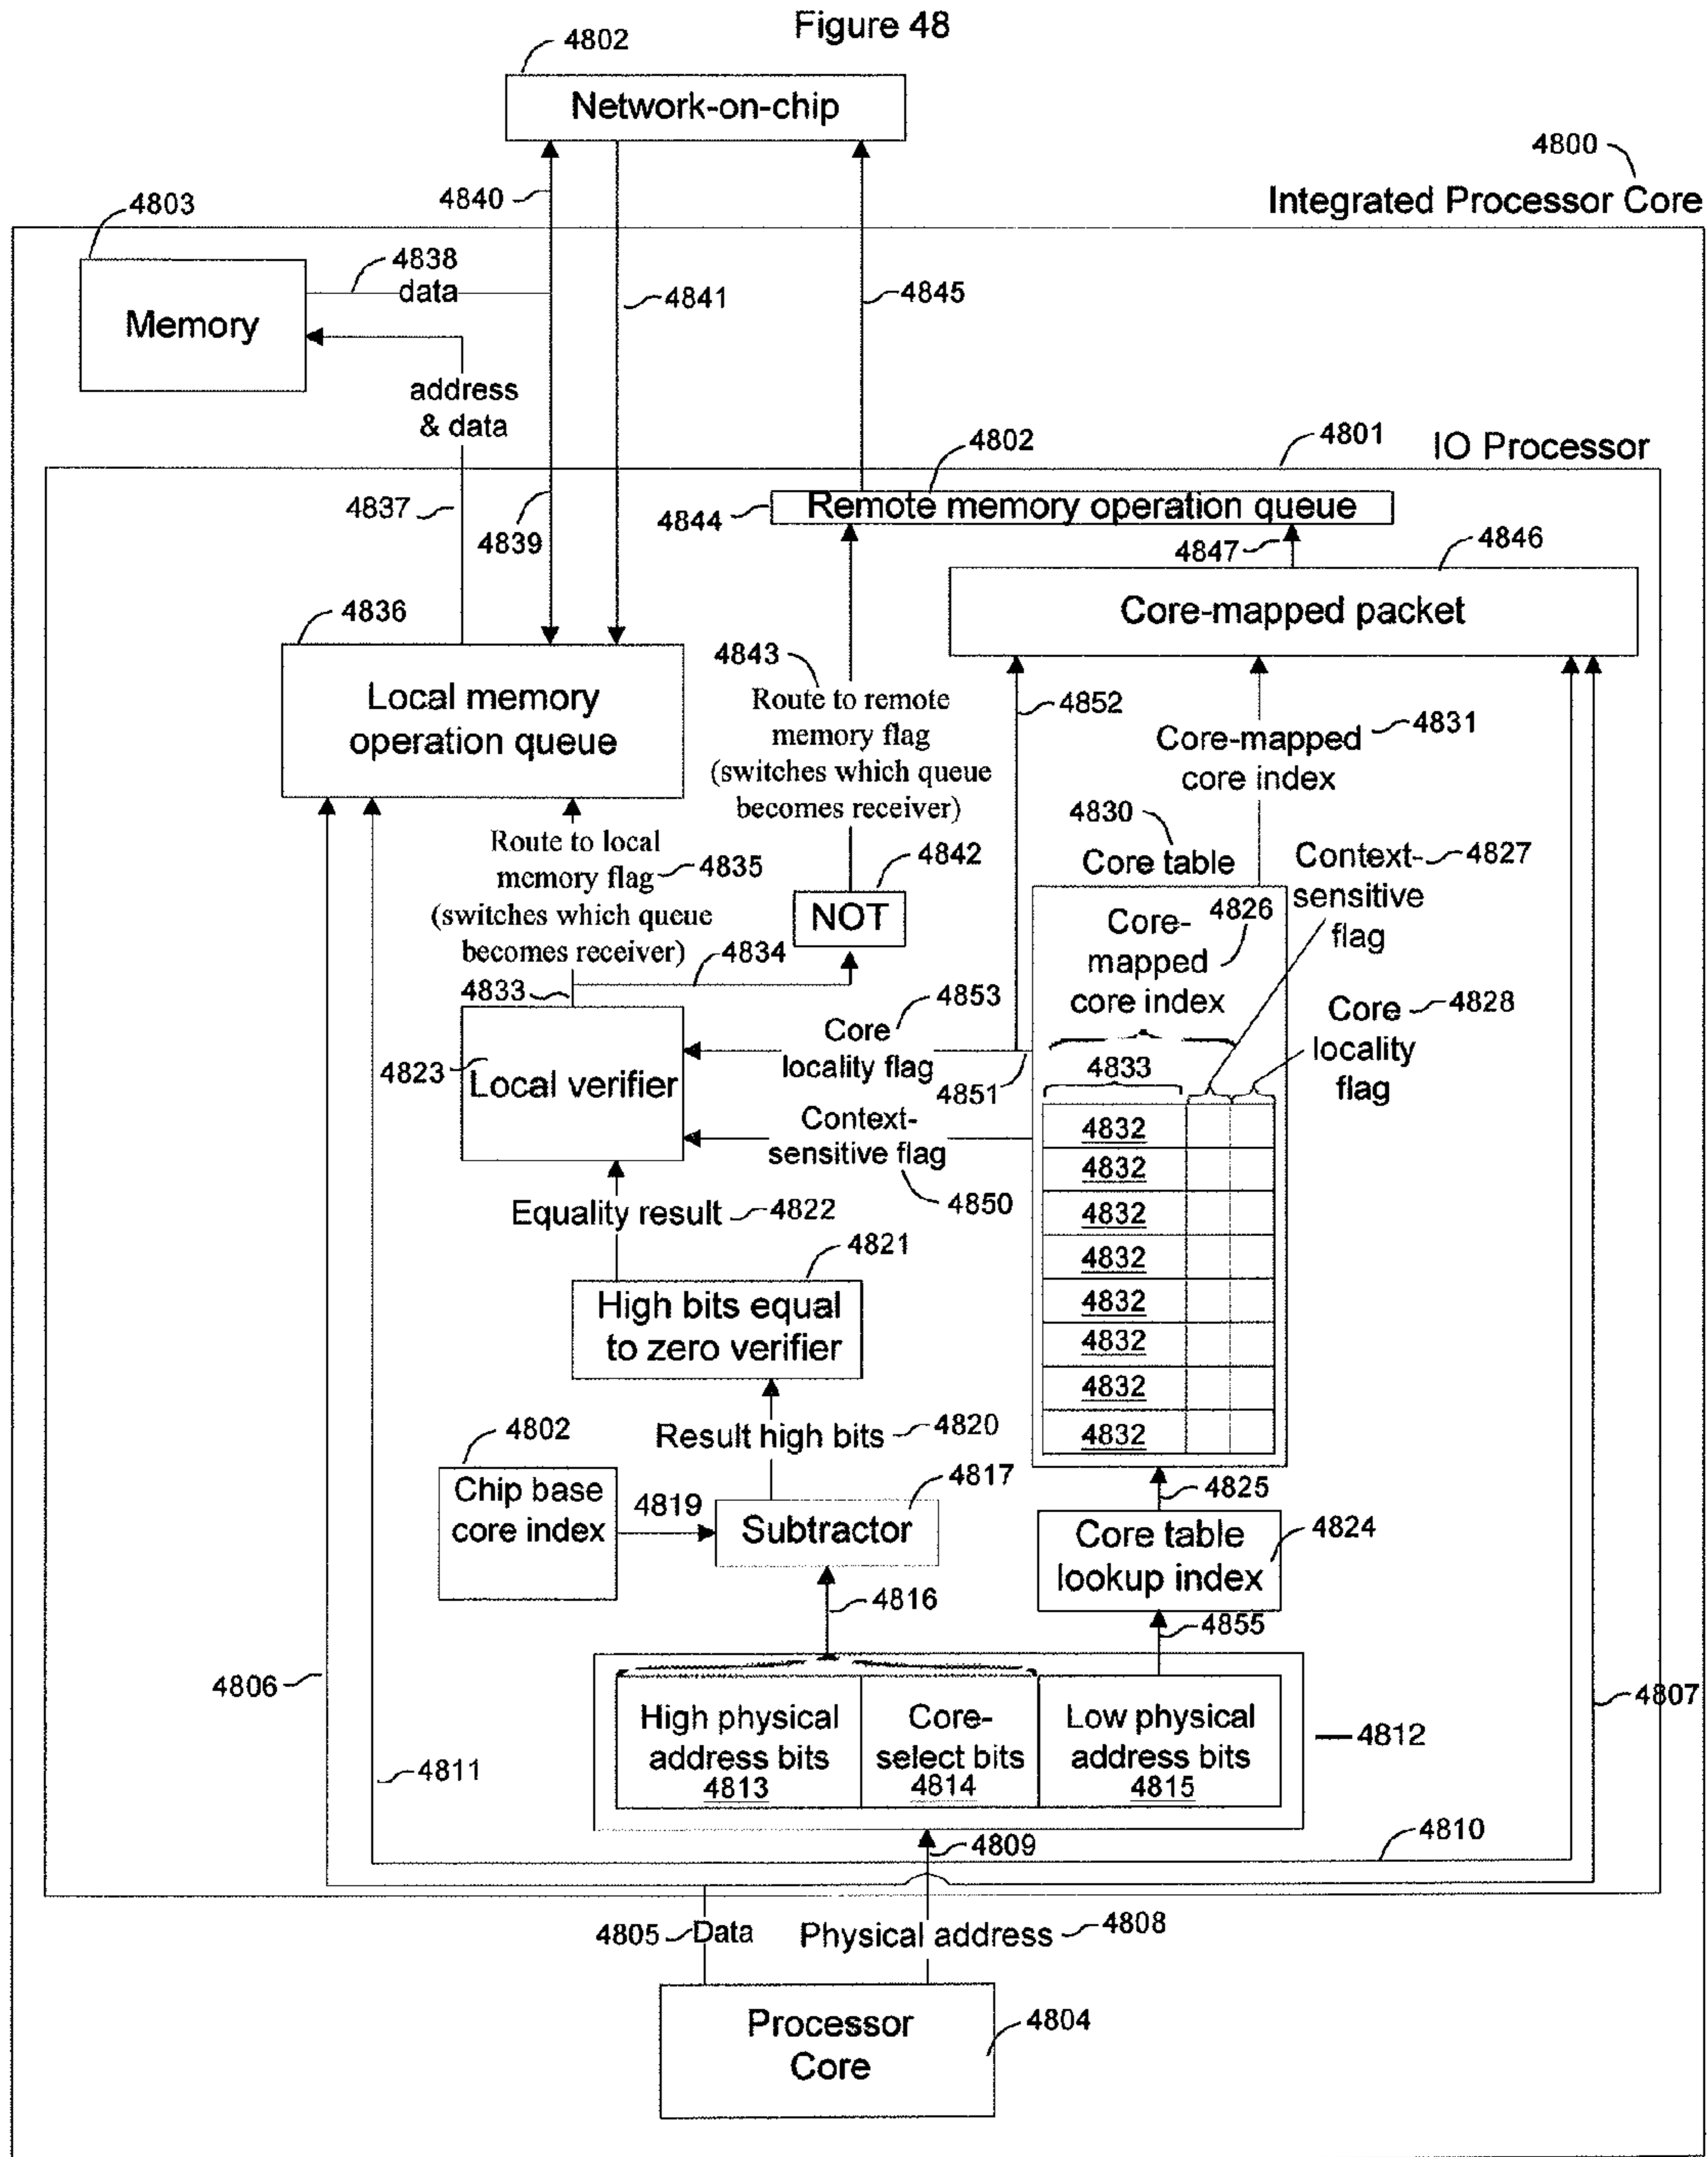 Figure 48
4802
Network-on-chip
4800
Integrated Processor Core
4803
Memory
4838
data
4840
4841
4845
address
& data
4801
IO Processor
4802
4844
Remote memory operation queue
4837
4839
4847
4846
Core-mapped packet
4836
Local memory
operation queue
4843
Route to remote
memory flag
(switches which queue
becomes receiver)
4852
4831
Core-mapped
core index
4830
Core table
Context-
sensitive
flag
4827
Route to local
memory flag
(switches which queue
becomes receiver)
4835
4842
NOT
4826
Core-
mapped
core index
4834
4833
4853
Core
locality flag
4828
Core
locality
flag
4823
Local verifier
4851
4833
Context-
sensitive flag
4850
4832
4832
4832
4832
4832
4832
4832
4832
Equality result
4822
4821
High bits equal
to zero verifier
Result high bits
4820
4802
Chip base
core index
4819
4817
Subtractor
4825
Core table
lookup index
4824
4816
4855
4806
4807
High physical
address bits
4813
Core-
select bits
4814
Low physical
address bits
4815
4812
4811
4810
4809
4805
Data
Physical address
4808
Processor
Core
4804